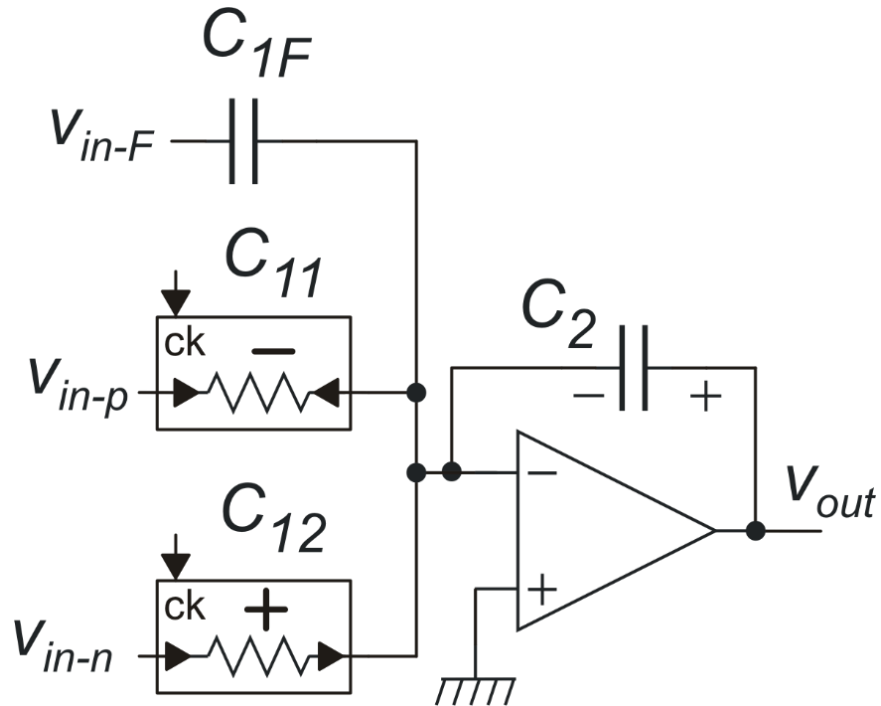 C1F
vin-F
C11
ck −
vin-p
C2
− +
−
vout
C12
+
ck +
vin-n